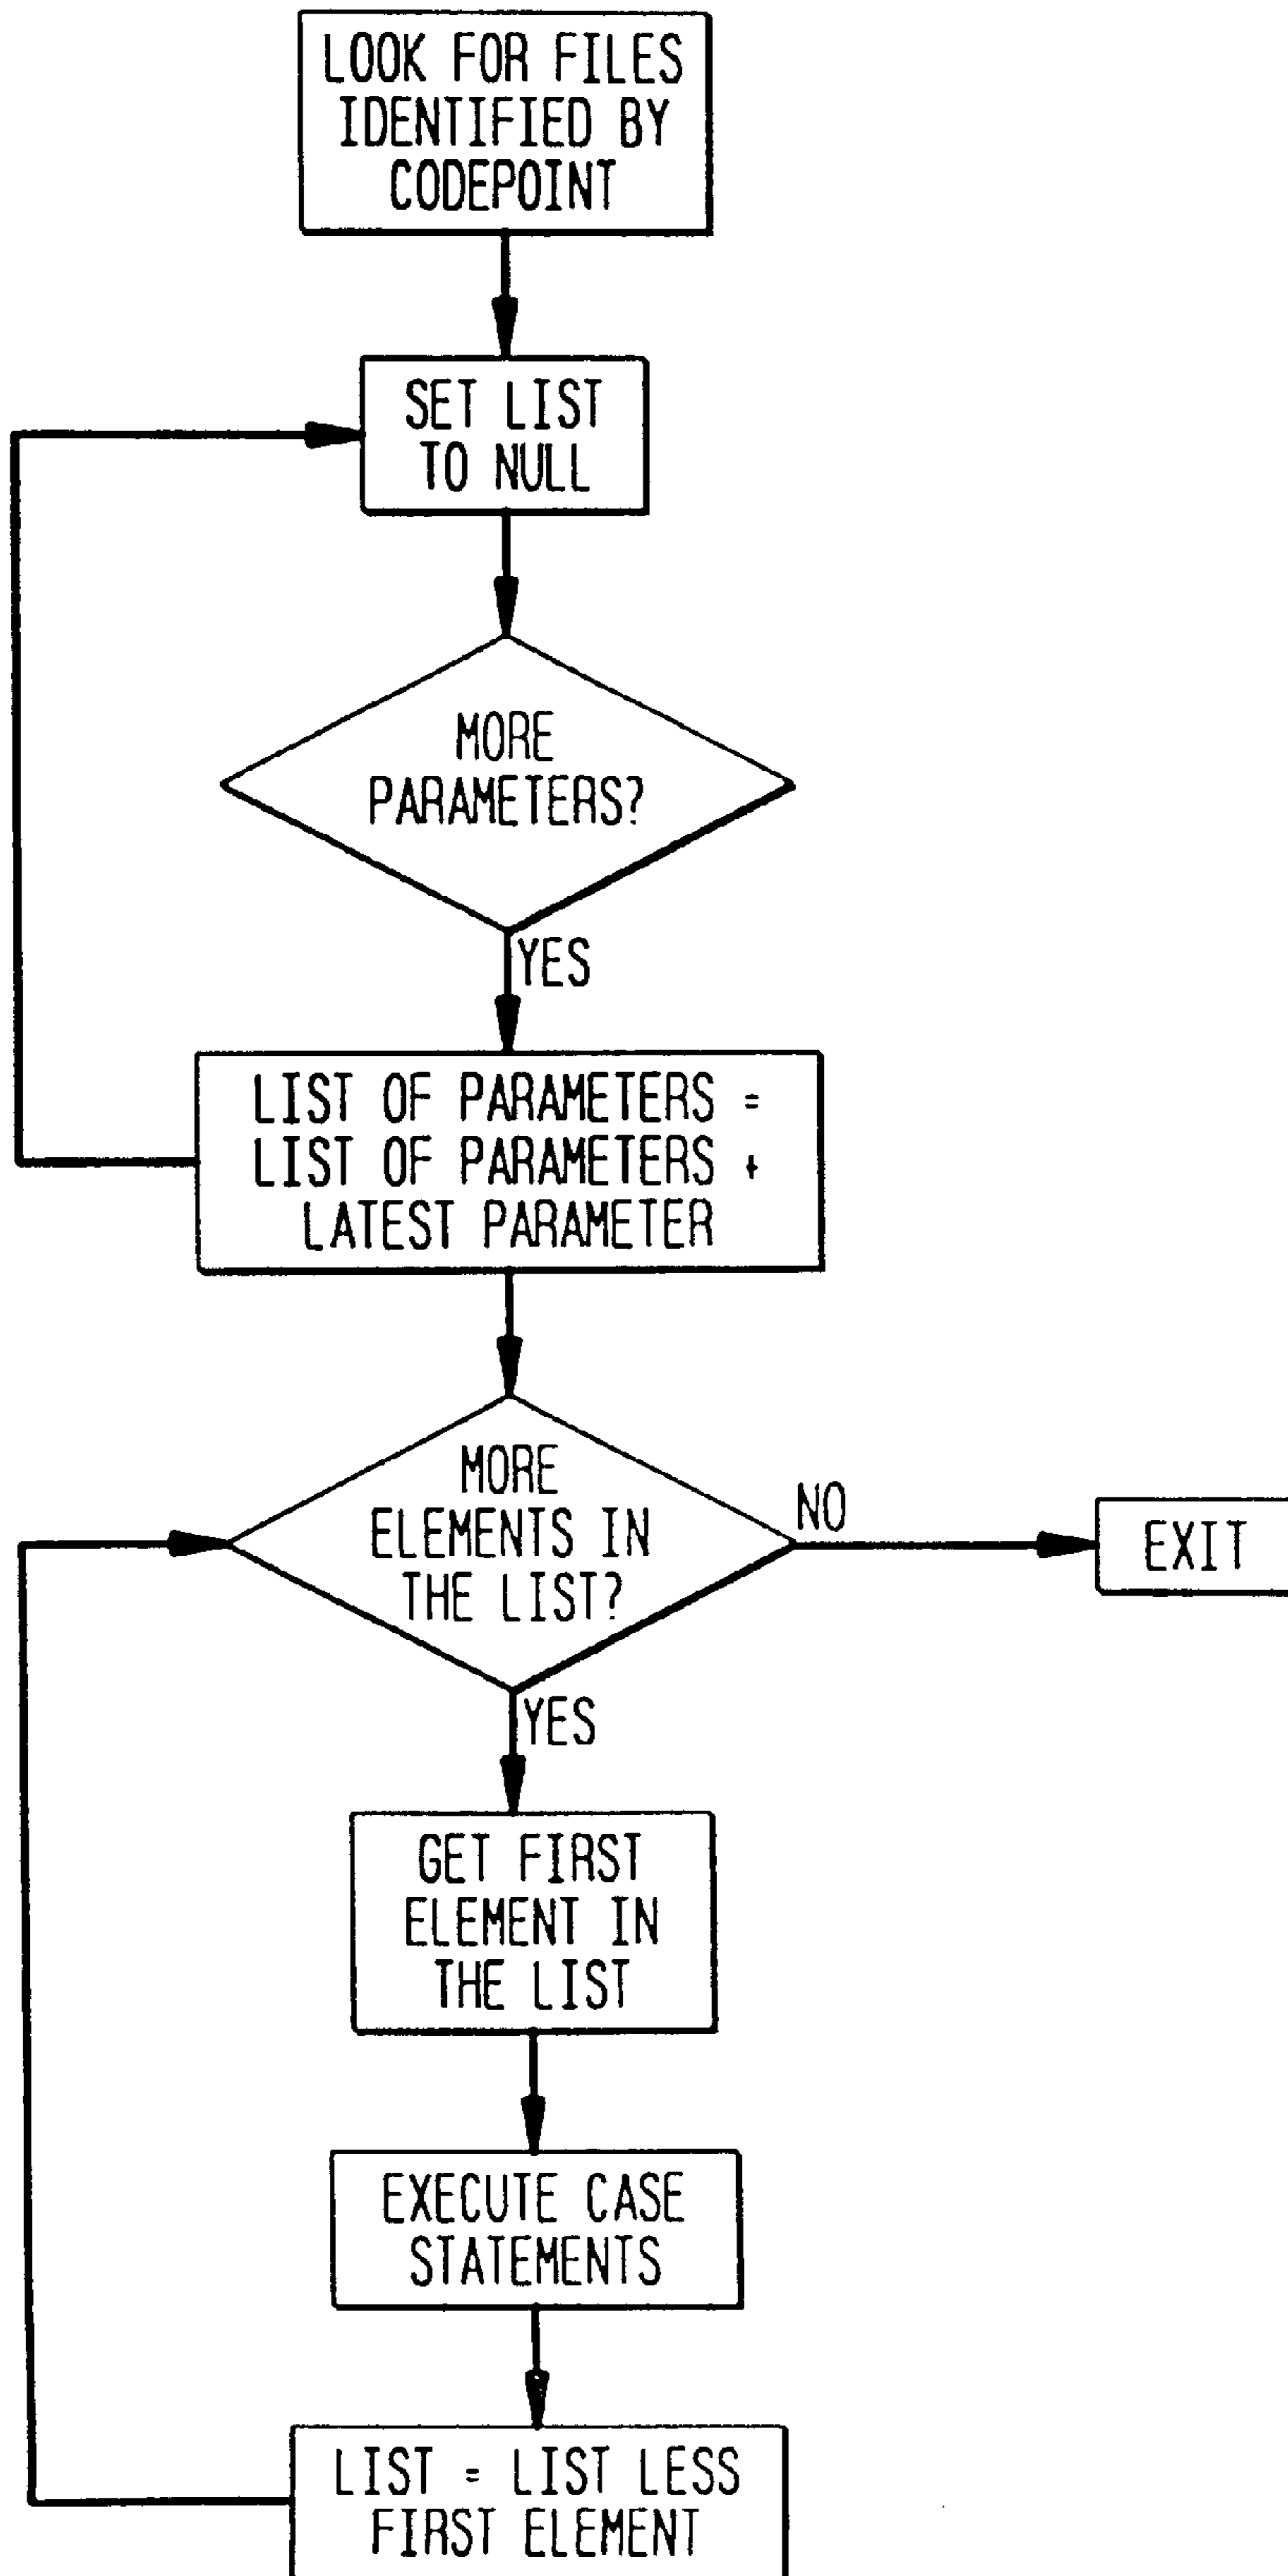 LOOK FOR FILES
IDENTIFIED BY
CODEPOINT
SET LIST
TO NULL
MORE
PARAMETERS?
YES
LIST OF PARAMETERS =
LIST OF PARAMETERS +
LATEST PARAMETER
MORE
ELEMENTS IN
THE LIST?
NO
EXIT
YES
GET FIRST
ELEMENT IN
THE LIST
EXECUTE CASE
STATEMENTS
LIST = LIST LESS
FIRST ELEMENT